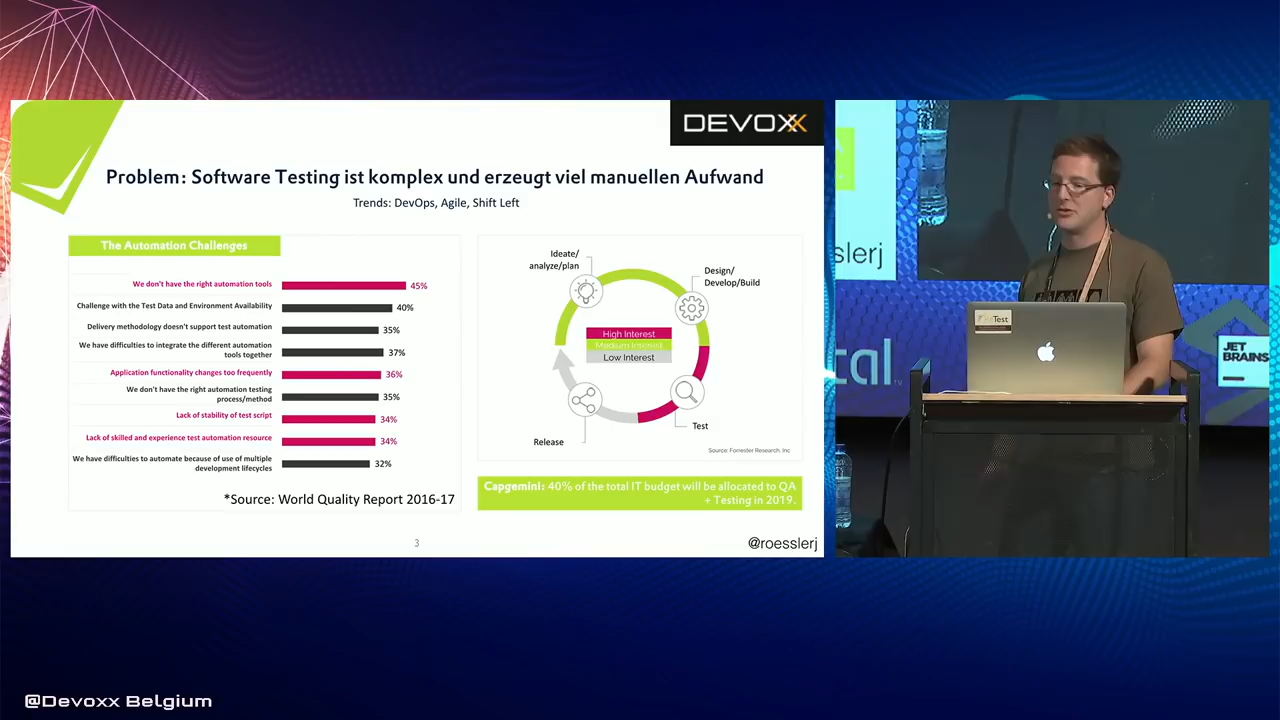 DEVOXX
Problem: Software Testing ist komplex und erzeugt viel manuellen Aufwand
Trends: DevOps, Agile, Shift Left
The Automation Challenges
We don't have the right automation tools
45%
Challenge with the Test Data and Environment Availability
40%
Delivery methodology doesn't support test automation
35%
We have difficulties to integrate the different automation
tools together
37%
Application functionality changes too frequently
36%
We don't have the right automation testing
process/method
35%
Lack of stability of test script
34%
Lack of skilled and experience test automation resource
34%
We have difficulties to automate because of use of multiple
development lifecycles
32%
*Source: World Quality Report 2016-17
Ideate/
analyze/plan
Design/
Develop/Build
High Interest
Medium Interest
Low Interest
Test
Release
Source: Forrester Research, Inc
Capgemini: 40% of the total IT budget will be allocated to QA
+ Testing in 2019.
3
@roesslerj
sslerj
Test
tal
JET
BRAINS
@Devoxx Belgium